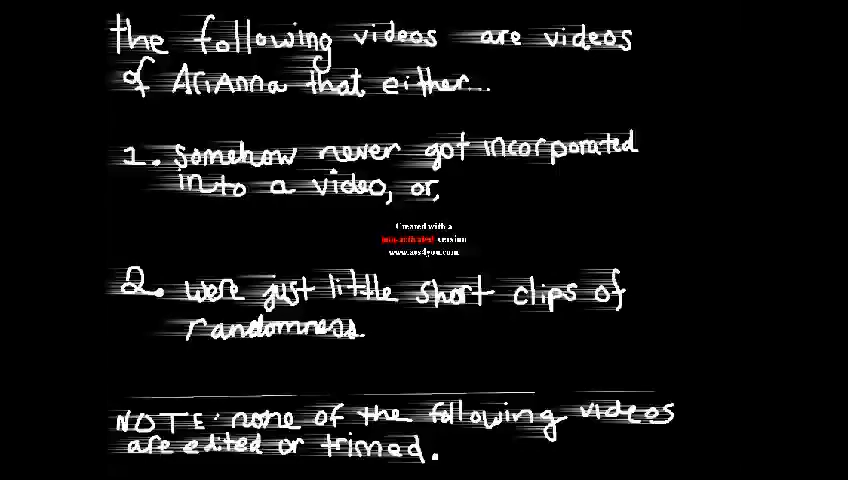 the following videos are videos
of Arianna that either...
1. somehow never got incorporated
into a video, or,
Created with a
non-activated version
www.avs4you.com
2. were just little short clips of
randomness.
NOTE: none of the following videos
are edited or trimed.